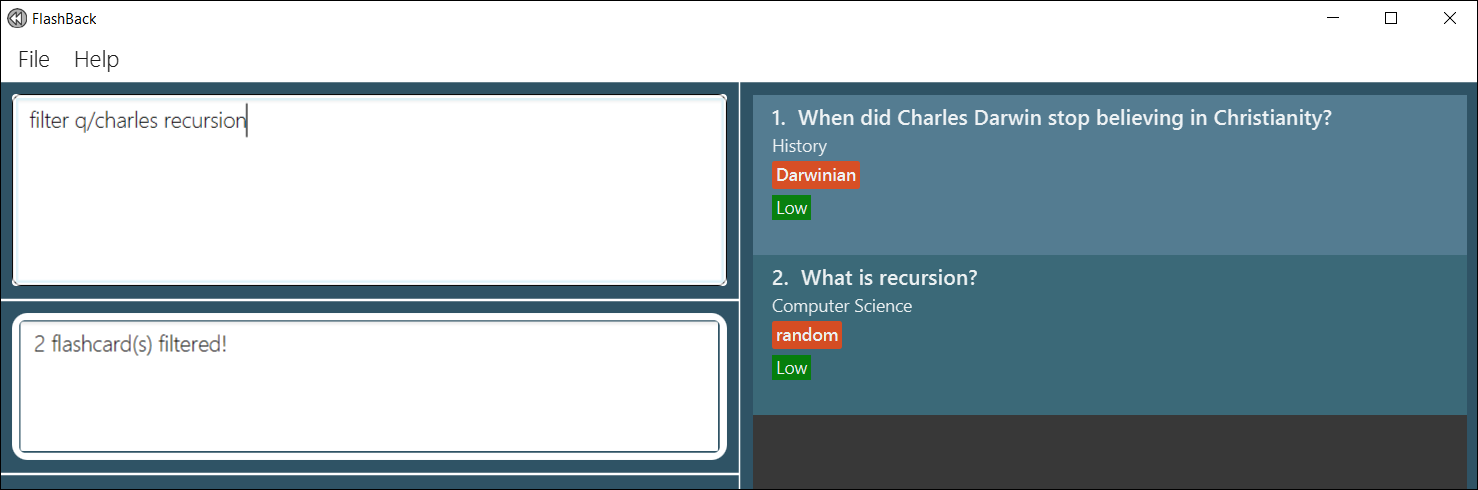 FlashBack
File Help
filter q/charles recursion
2 flashcard(s) filtered!
1. When did Charles Darwin stop believing in Christianity?
History
Darwinian
Low
2. What is recursion?
Computer Science
random
Low